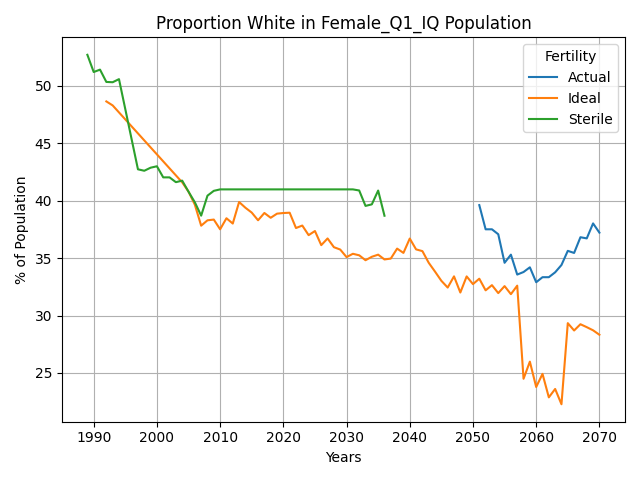 Proportion White in Female_Q1_IQ Population
Fertility
Actual
Ideal
Sterile
% of Population
50
45
40
35
30
25
1990 2000 2010 2020 2030 2040 2050 2060 2070
Years